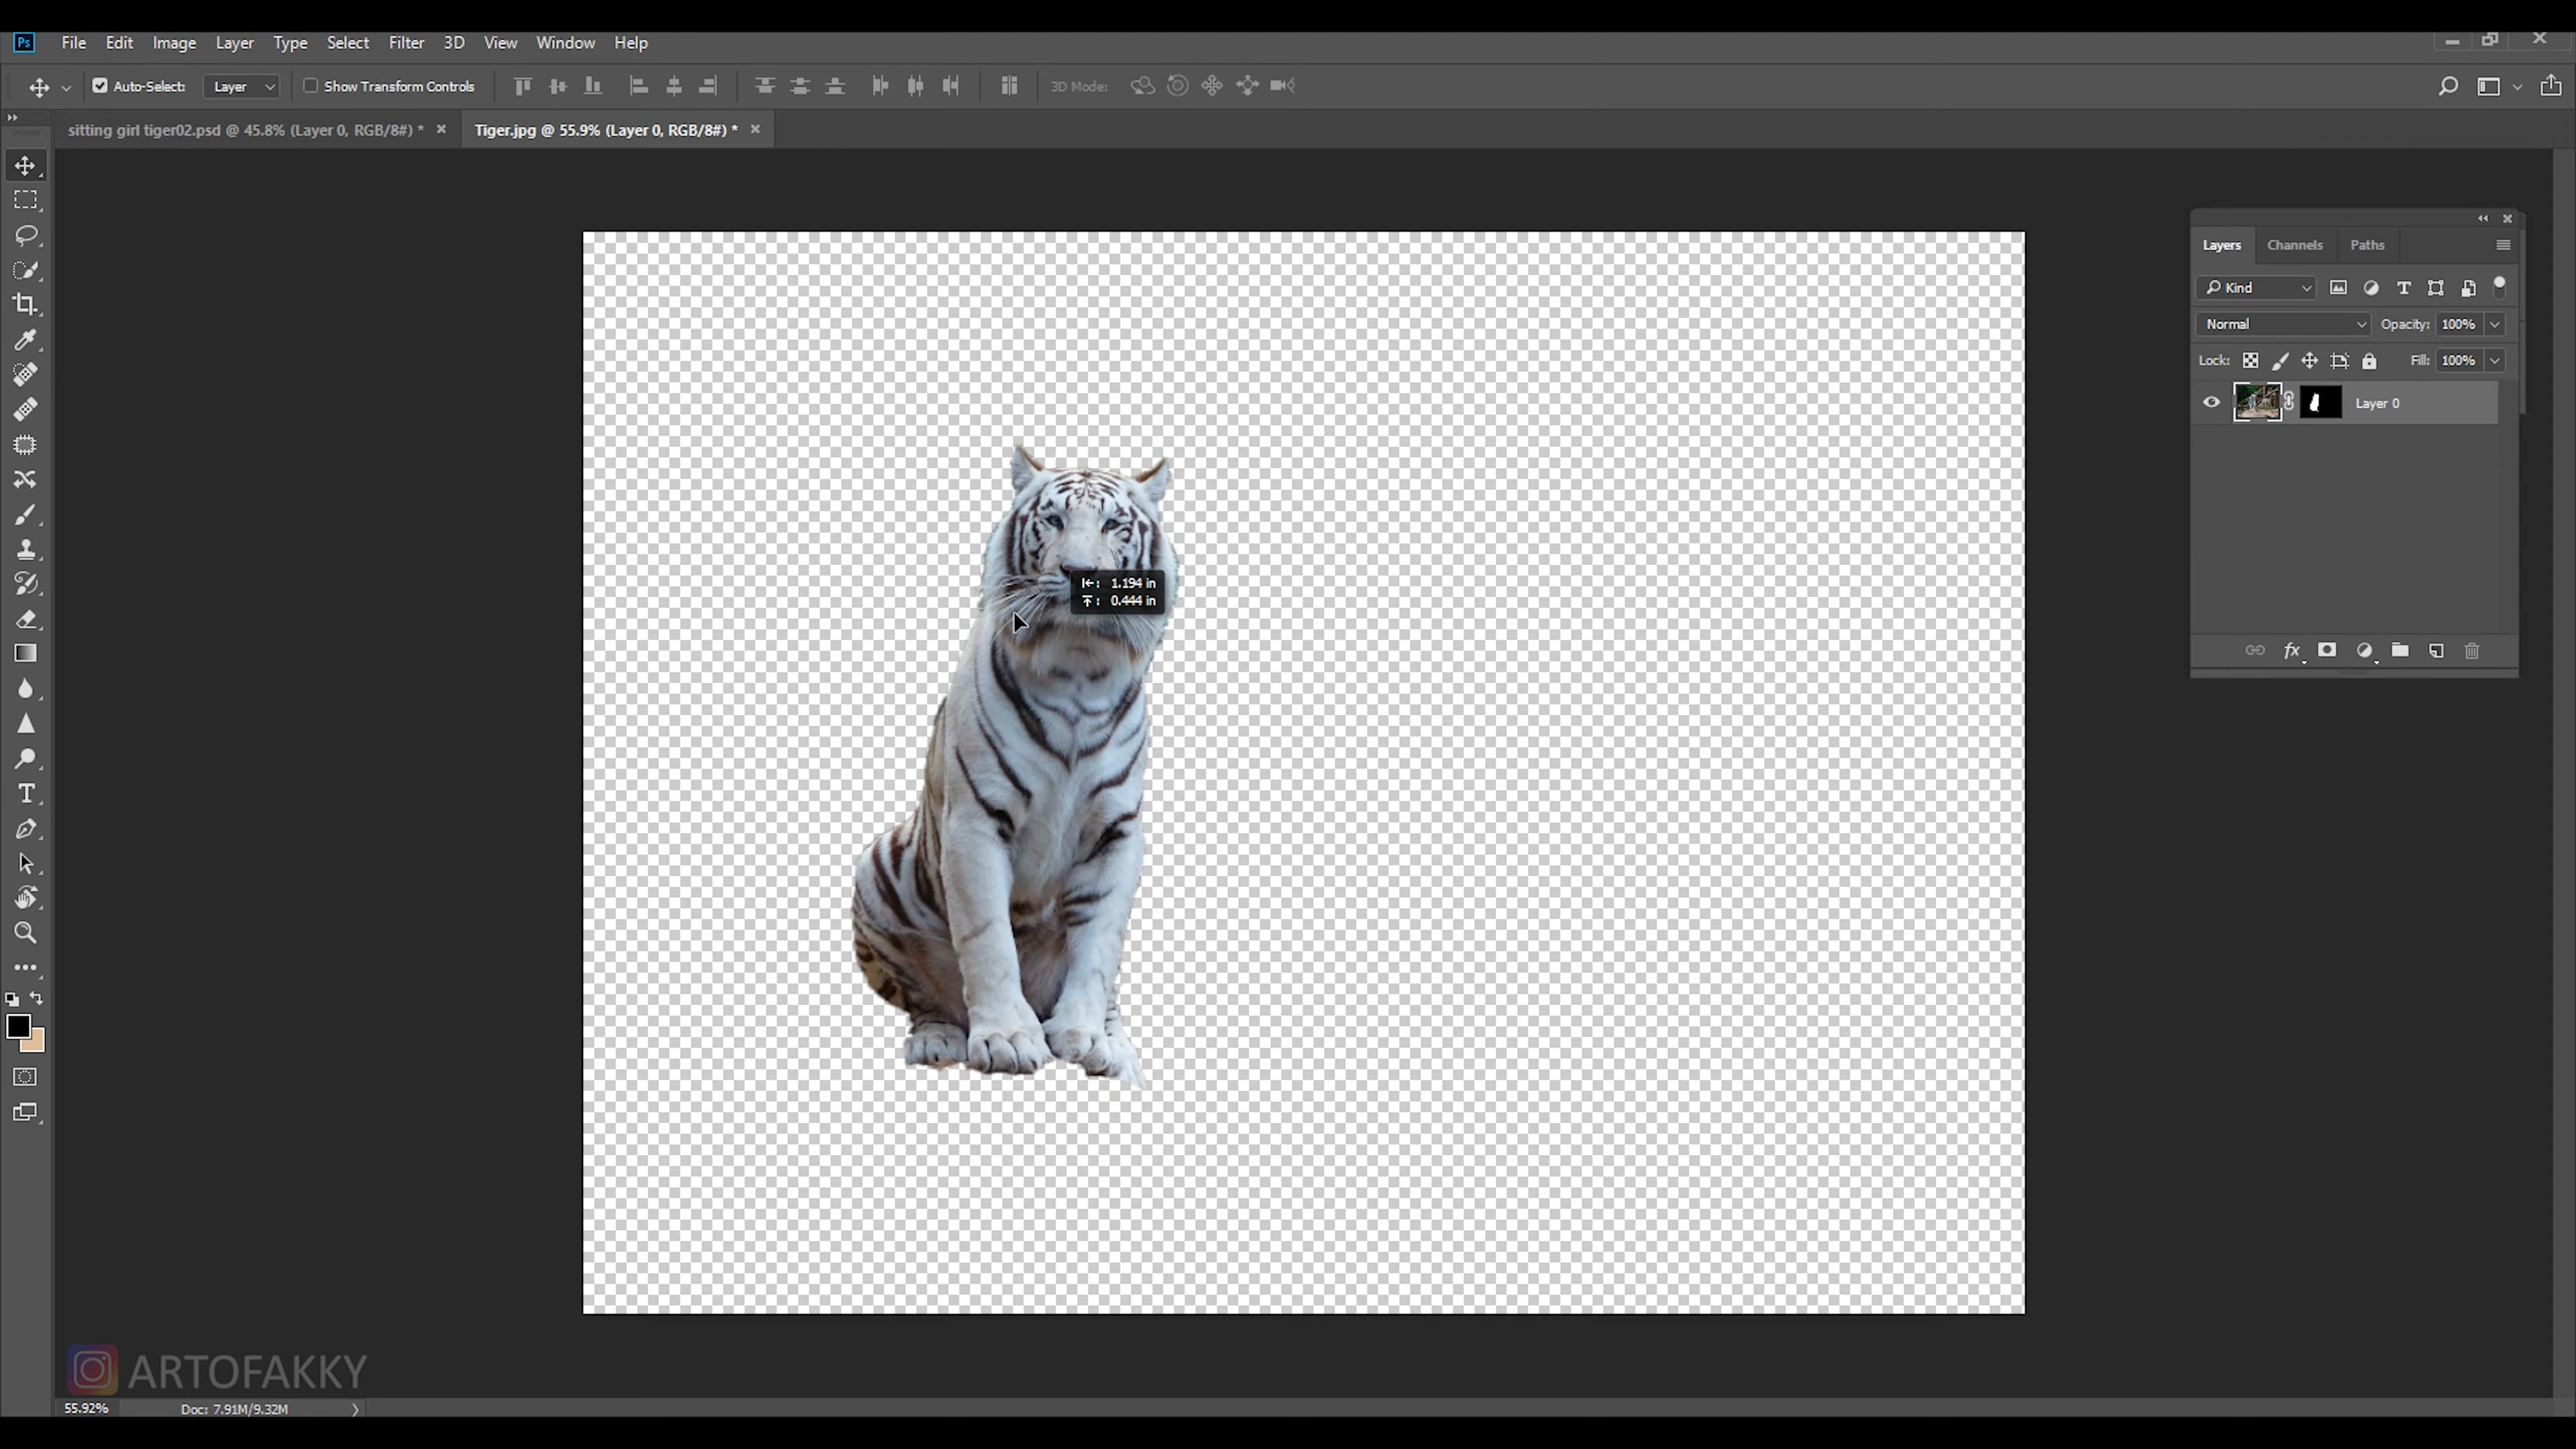 Ps File Edit Image Layer Type Select Filter 3D View Window Help
Auto-Select: Layer Show Transform Controls 3D Mode:
sitting girl tiger02.psd @ 45.8% (Layer 0, RGB/8#) * Tiger.jpg @ 55.9% (Layer 0, RGB/8#) *
Layers Channels Paths
Kind
Normal Opacity: 100%
Lock: Fill: 100%
Layer 0
1.194 in
0.444 in
fx
ARTOFAKKY
55.92% Doc: 7.91M/9.32M